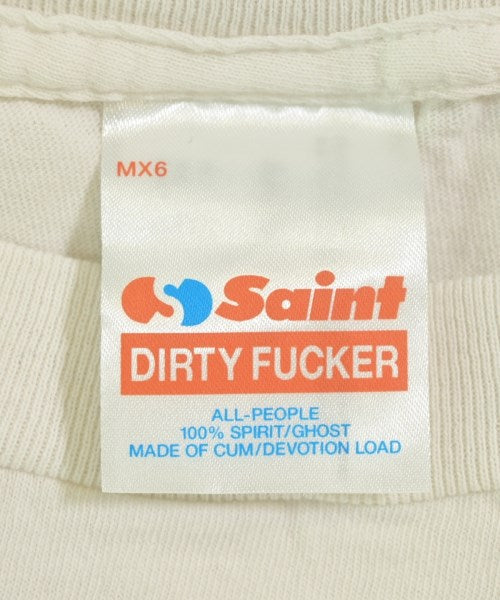 MX6
Saint
DIRTY FUCKER
ALL-PEOPLE
100% SPIRIT/GHOST
MADE OF CUM/DEVOTION LOAD